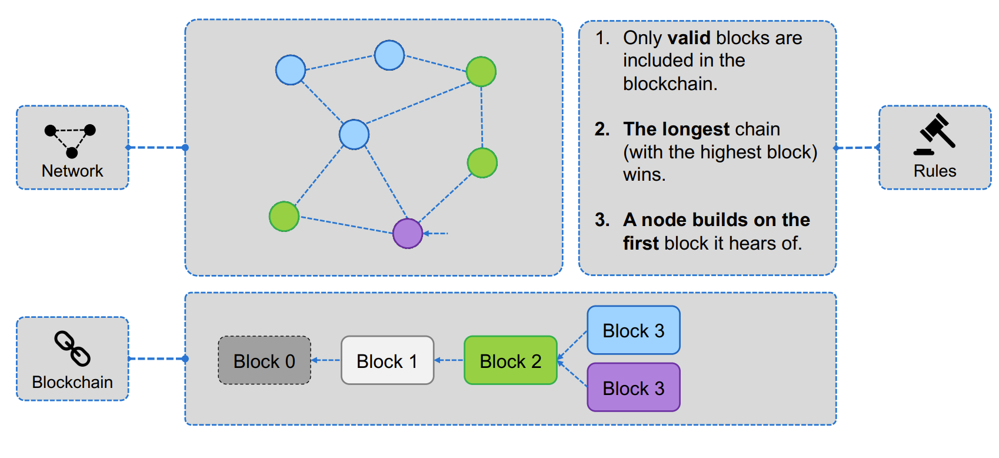 1. Only valid blocks are
included in the
blockchain.
2. The longest chain
(with the highest block)
wins.
3. A node builds on the
first block it hears of.
Network
Rules
Block 3
Block 0
Block 1
Block 2
Block 3
Blockchain